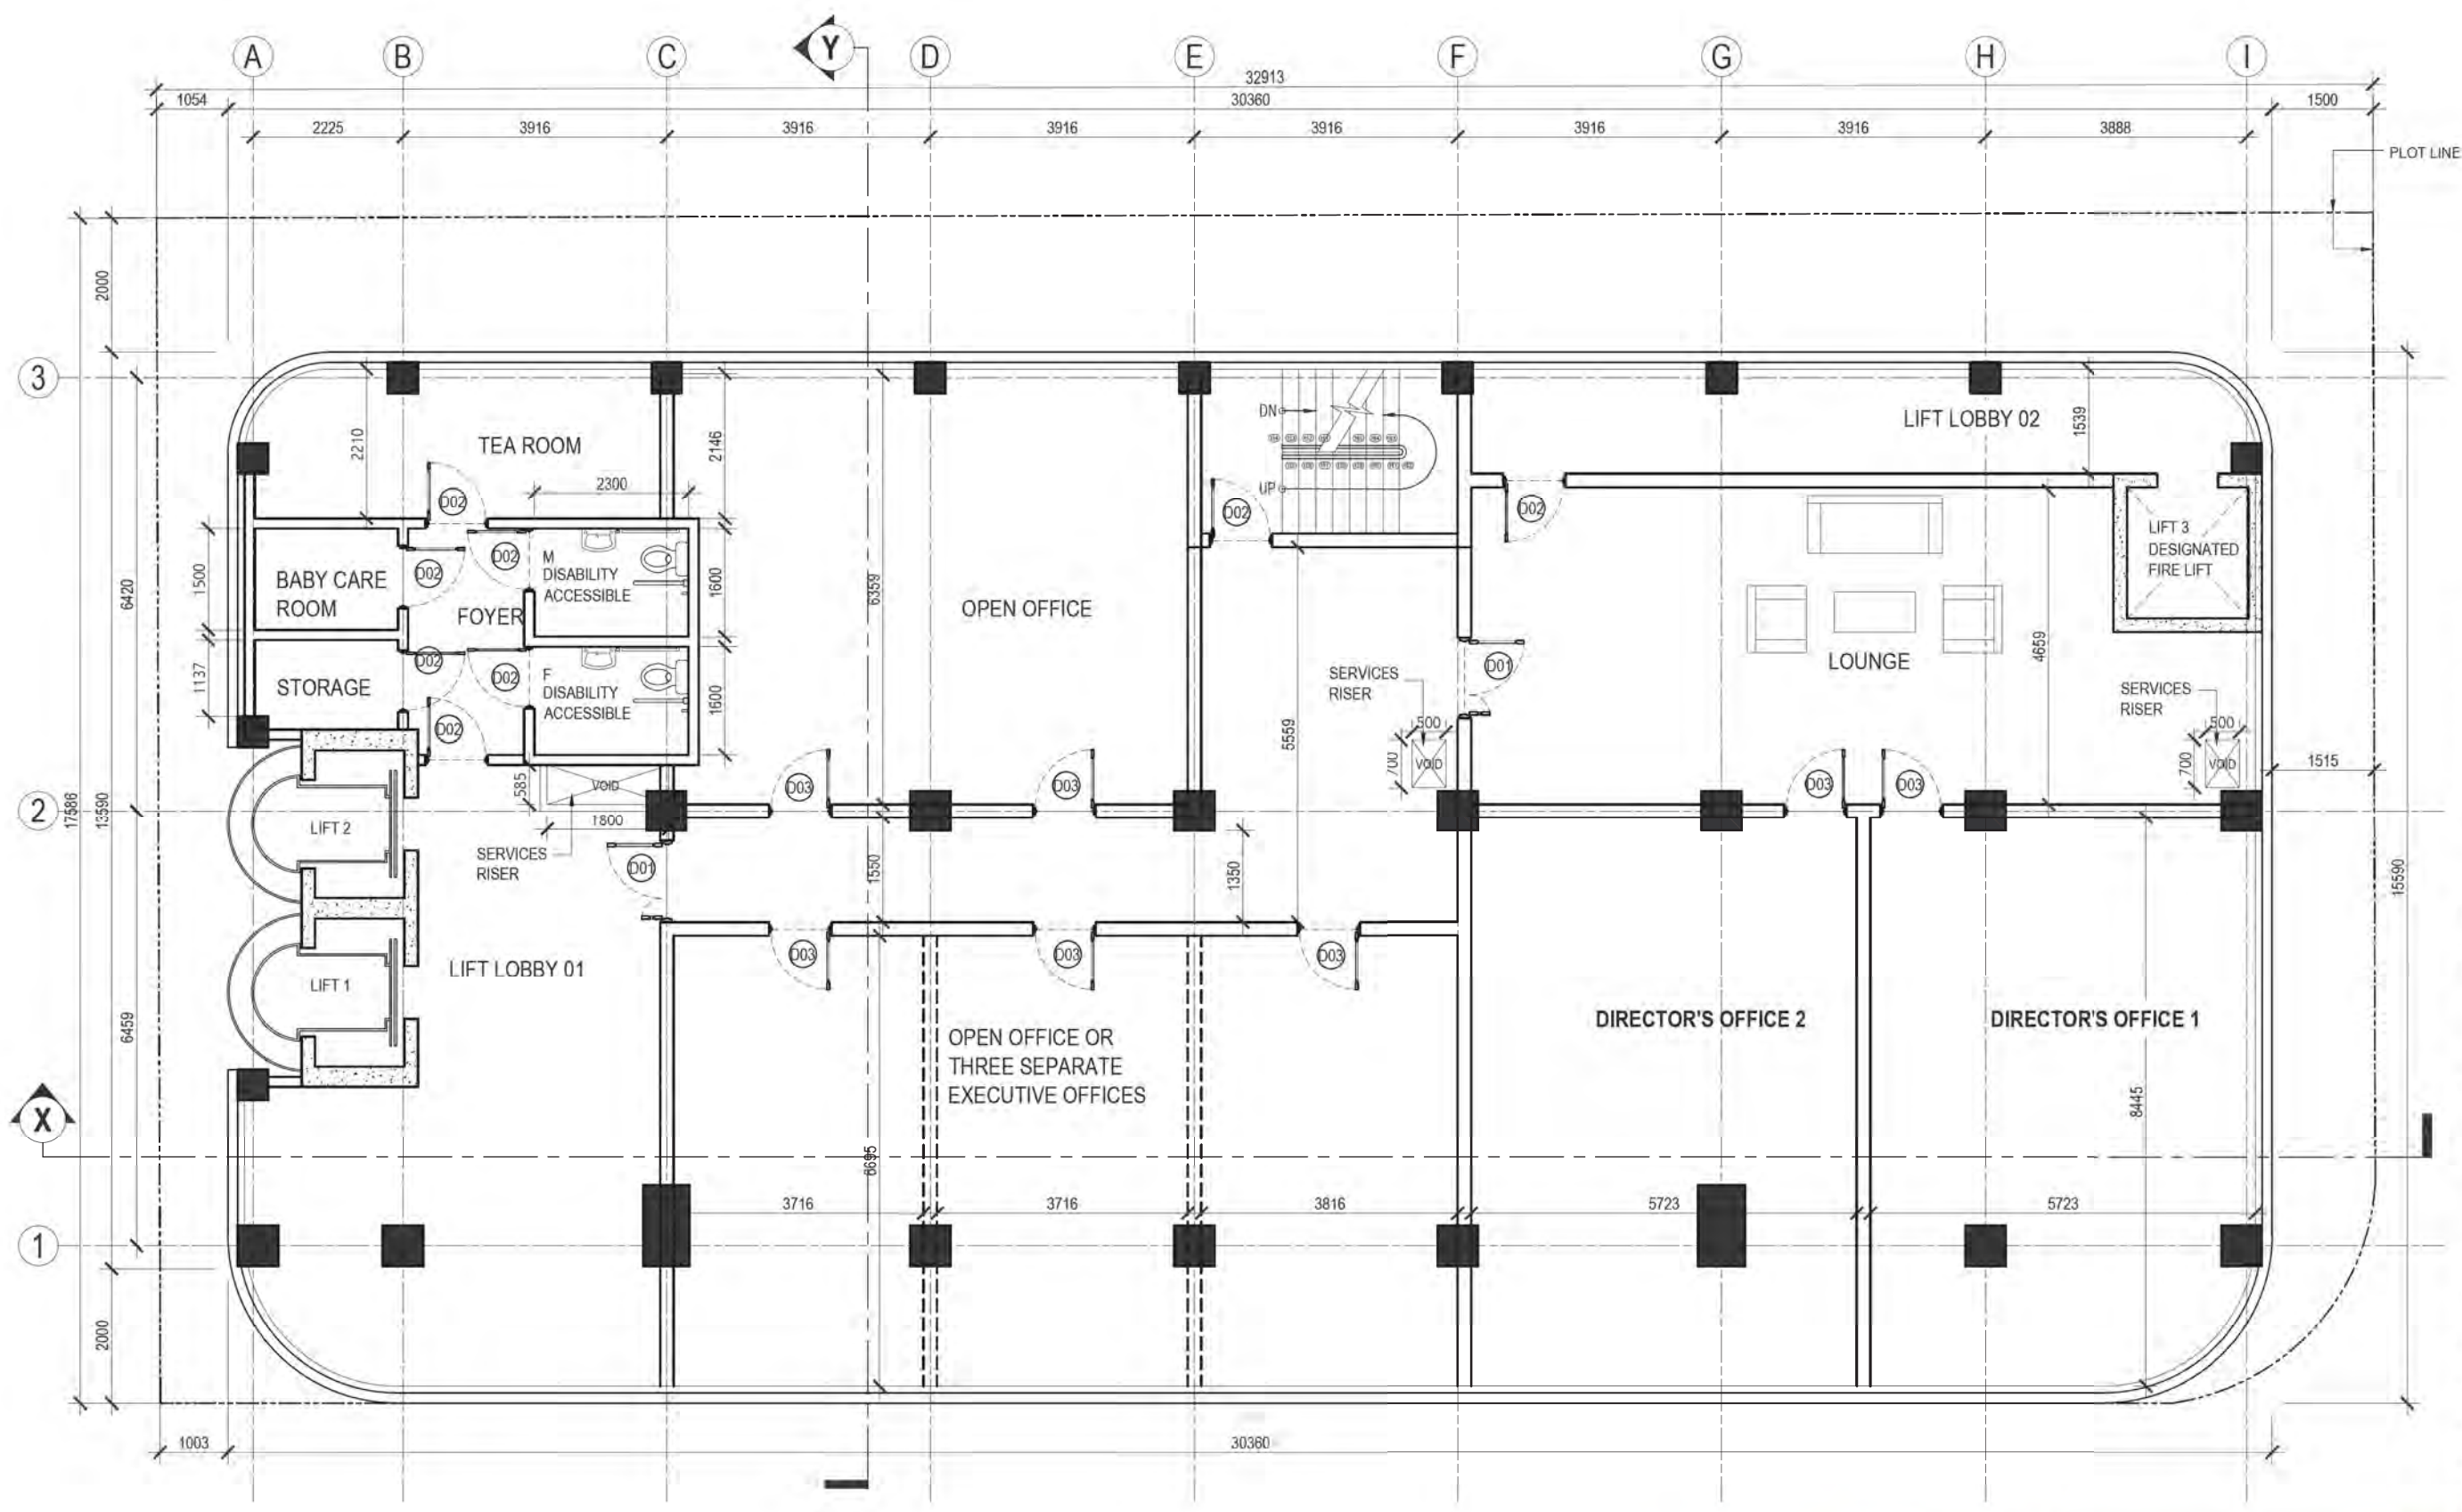 A
B
C
Y
D
E
F
G
H
I
32913
1054
30360
1500
2225
3916
3916
3916
3916
3916
3916
3888
PLOT LINE
2000
3
DN
UP
LIFT LOBBY 02
1539
2210
TEA ROOM
2146
2300
D02
D02
D02
LIFT 3
DESIGNATED
FIRE LIFT
6420
1500
BABY CARE
ROOM
D02
D02
FOYER
M
DISABILITY
ACCESSIBLE
1600
6359
OPEN OFFICE
1137
STORAGE
D02
D02
D02
F
DISABILITY
ACCESSIBLE
1600
5559
SERVICES
RISER
D01
LOUNGE
4659
SERVICES
RISER
500
700
VOID
500
700
VOID
1515
585
VOID
1800
D03
D03
D03
D03
2
17586
13590
LIFT 2
SERVICES
RISER
D01
1550
1350
15590
LIFT 1
LIFT LOBBY 01
D03
D03
D03
6459
OPEN OFFICE OR
THREE SEPARATE
EXECUTIVE OFFICES
DIRECTOR'S OFFICE 2
DIRECTOR'S OFFICE 1
8445
X
6695
3716
3716
3816
5723
5723
1
2000
1003
30360